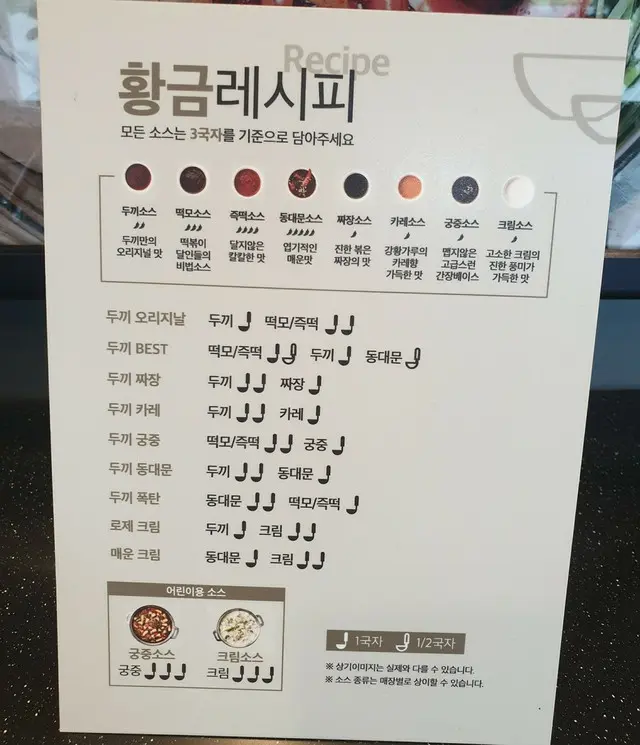 Recipe
황금레시피
모든 소스는 3국자를 기준으로 담아주세요
두끼소스 떡모소스 즉떡소스 동대문소스 짜장소스 카레소스 궁중소스 크림소스
두끼만의 오리지널 맛
떡볶이 달인들의 비법소스
달지않은 칼칼한 맛
엽기적인 매운맛
진한 볶은 짜장의 맛
강황가루의 카레향 가득한 맛
맵지않은 고급스런 간장베이스
고소한 크림의 진한 풍미가 가득한 맛
두끼 오리지날 두끼 떡모/즉떡
두끼 BEST 떡모/즉떡 두끼 동대문
두끼 짜장 두끼 짜장
두끼 카레 두끼 카레
두끼 궁중 떡모/즉떡 궁중
두끼 동대문 두끼 동대문
두끼 폭탄 동대문 떡모/즉떡
로제 크림 두끼 크림
매운 크림 동대문 크림
어린이용 소스
궁중소스 크림소스
궁중 크림
1국자 1/2국자
※ 상기이미지는 실제와 다를 수 있습니다.
※ 소스 종류는 매장별로 상이할 수 있습니다.